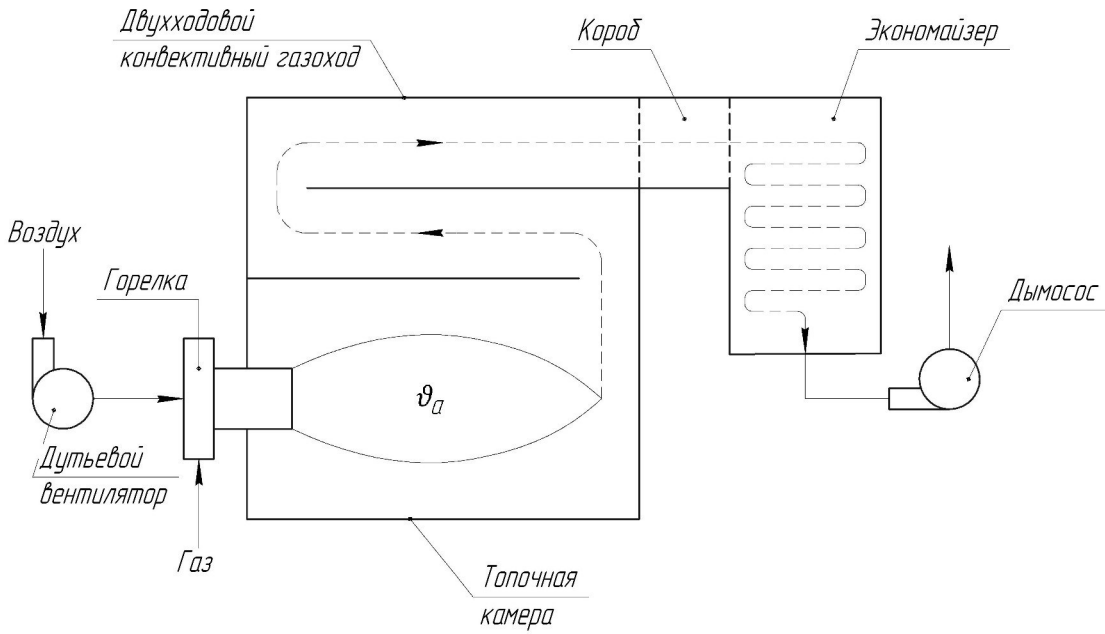 Двухходовой
конвективный газоход
Короб
Экономайзер
Воздух
Горелка
Дымосос
ϑа
Дутьевой
вентилятор
Газ
Топочная
камера